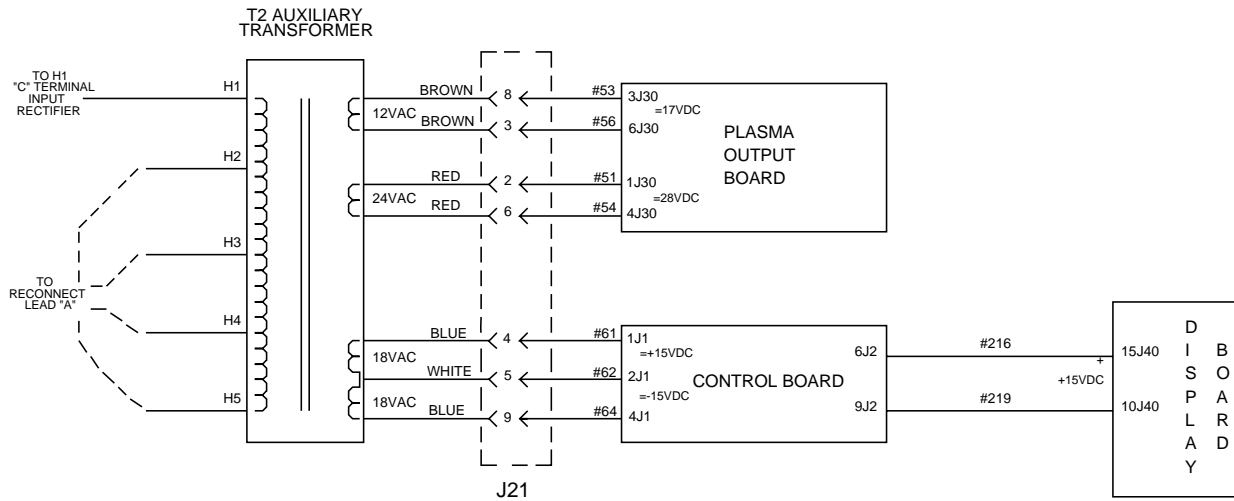 T2 AUXILIARY
TRANSFORMER
TO H1
"C" TERMINAL
INPUT
RECTIFIER
H1
H2
H3
H4
H5
TO
RECONNECT
LEAD "A"
BROWN
12VAC
BROWN
RED
24VAC
RED
BLUE
18VAC
WHITE
18VAC
BLUE
8
3
2
6
4
5
9
J21
#53
#56
#51
#54
#61
#62
#64
3J30
=17VDC
6J30
1J30
=28VDC
4J30
PLASMA
OUTPUT
BOARD
1J1
=+15VDC
2J1
=-15VDC
4J1
CONTROL BOARD
6J2
9J2
#216
#219
+
+15VDC
15J40
10J40
DISPLAY
BOARD